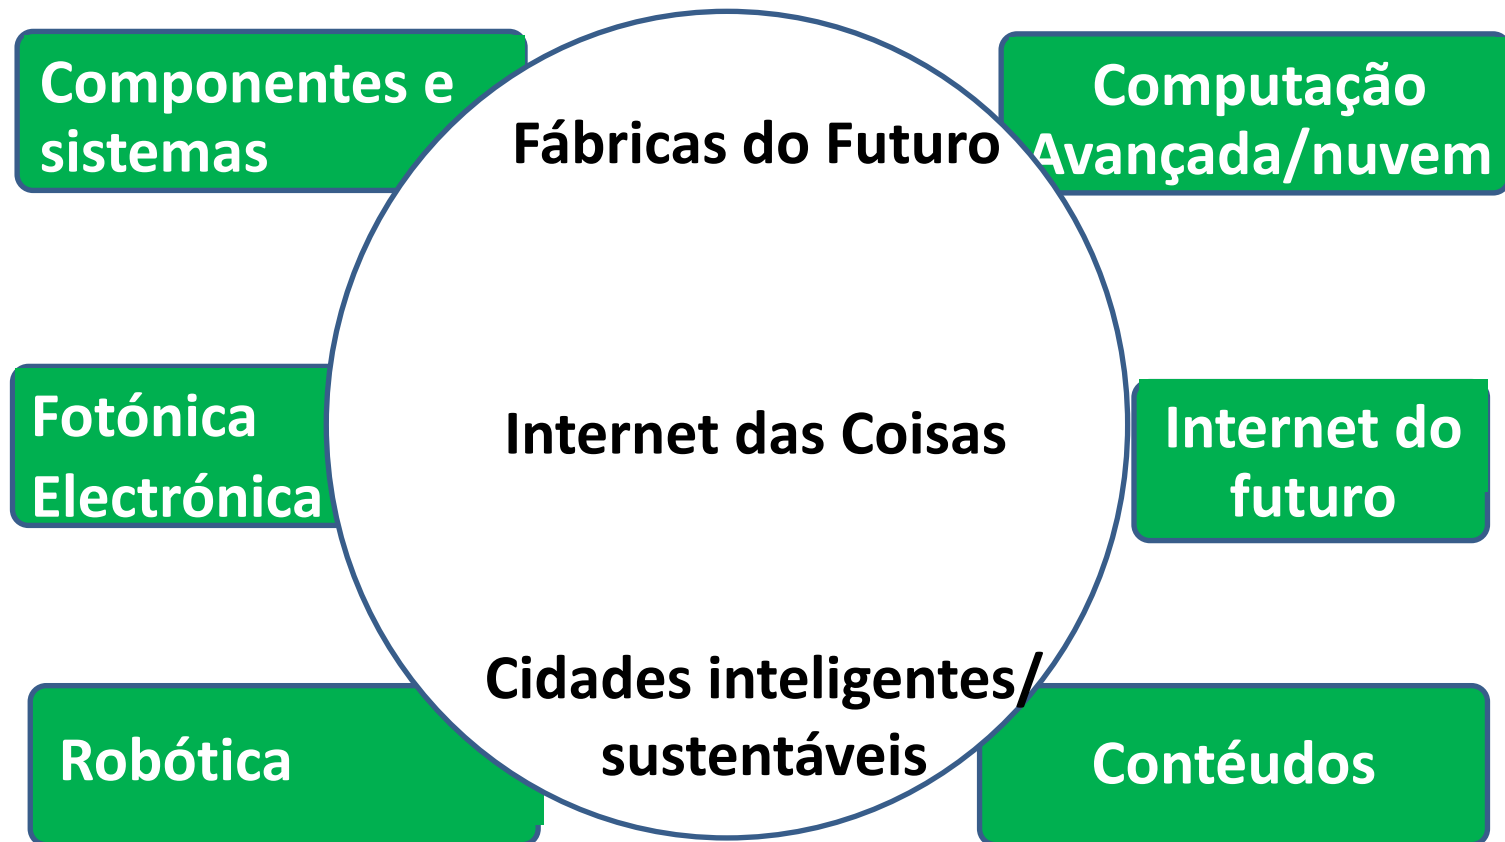 Componentes e
sistemas
Fábricas do Futuro
Computação
Avançada/nuvem
Fotónica
Electrónica
Internet das Coisas
Internet do
futuro
Robótica
Cidades inteligentes/
sustentáveis
Contéudos